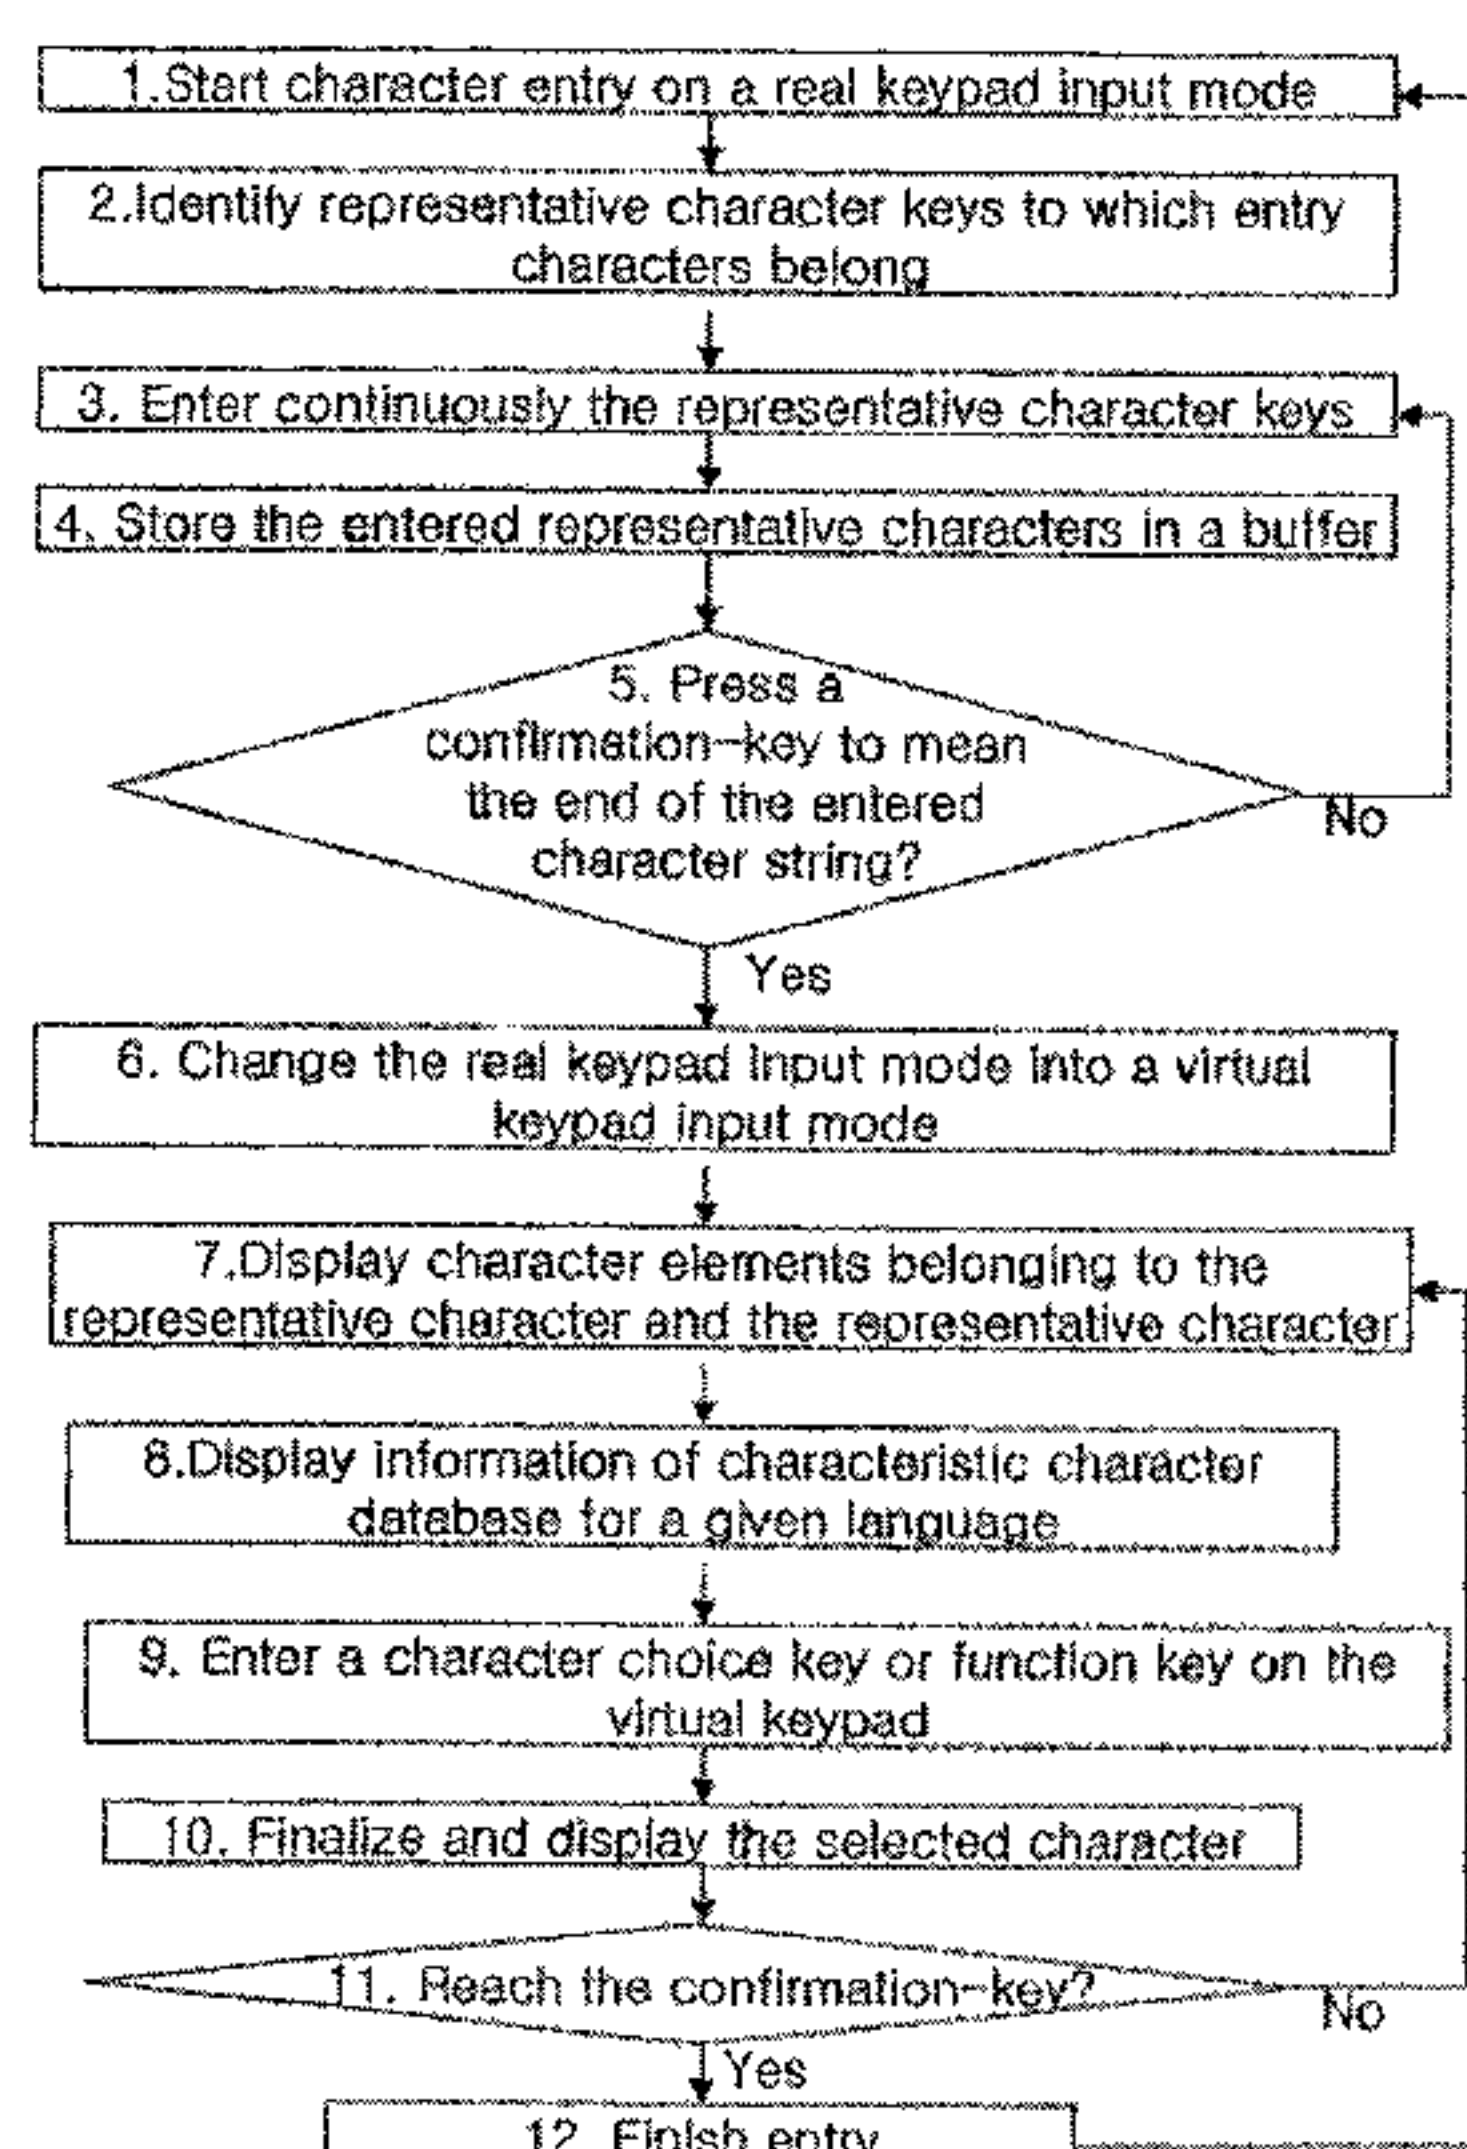 1.Start character entry on a real keypad input mode
2.Identify representative character keys to which entry
characters belong
3. Enter continuously the representative character keys
4. Store the entered representative characters in a buffer
5. Press a
confirmation-key to mean
the end of the entered
character string?
No
Yes
6. Change the real keypad input mode into a virtual
keypad input mode
7.Display character elements belonging to the
representative character and the representative character
8.Display information of characteristic character
database for a given language
9. Enter a character choice key or function key on the
virtual keypad
10. Finalize and display the selected character
11. Reach the confirmation-key?
No
Yes
12. Finish entry